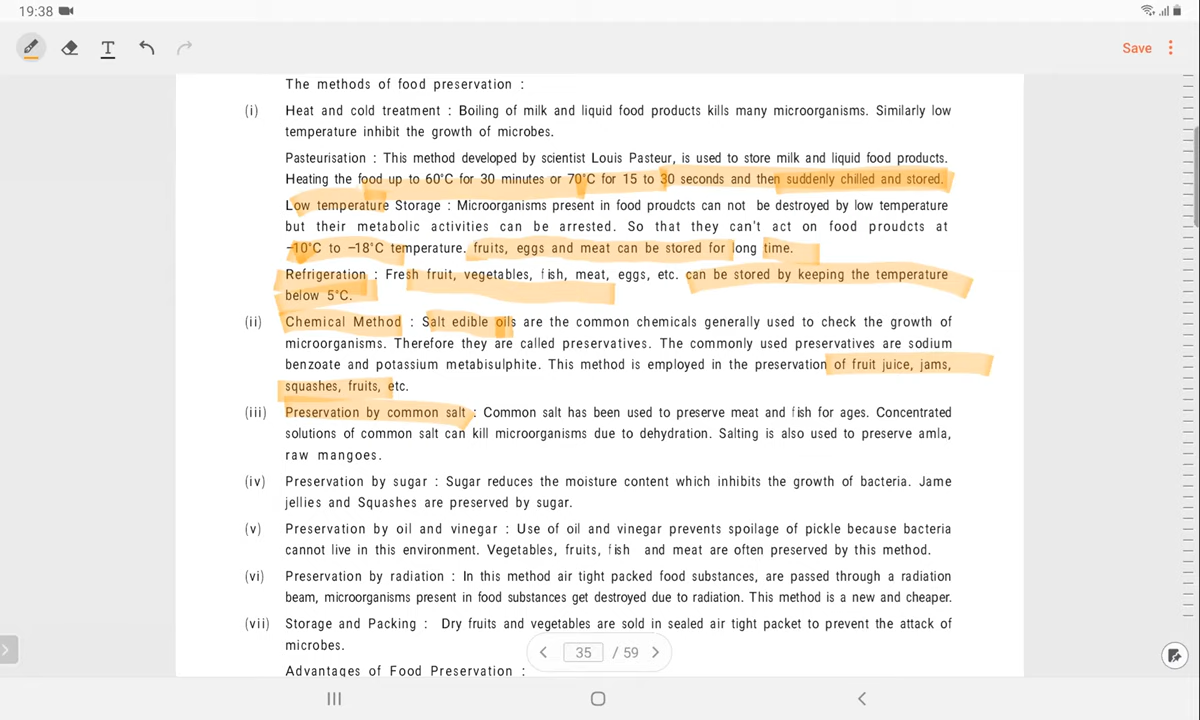 19:38
T
Save
The methods of food preservation :
(i) Heat and cold treatment : Boiling of milk and liquid food products kills many microorganisms. Similarly low
temperature inhibit the growth of microbes.
Pasteurisation : This method developed by scientist Louis Pasteur, is used to store milk and liquid food products.
Heating the food up to 60°C for 30 minutes or 70°C for 15 to 30 seconds and then suddenly chilled and stored.
Low temperature Storage : Microorganisms present in food proudcts can not be destroyed by low temperature
but their metabolic activities can be arrested. So that they can't act on food proudcts at
−10°C to −18°C temperature. fruits, eggs and meat can be stored for long time.
Refrigeration : Fresh fruit, vegetables, fish, meat, eggs, etc. can be stored by keeping the temperature
below 5°C.
(ii) Chemical Method : Salt edible oils are the common chemicals generally used to check the growth of
microorganisms. Therefore they are called preservatives. The commonly used preservatives are sodium
benzoate and potassium metabisulphite. This method is employed in the preservation of fruit juice, jams,
squashes, fruits, etc.
(iii) Preservation by common salt : Common salt has been used to preserve meat and fish for ages. Concentrated
solutions of common salt can kill microorganisms due to dehydration. Salting is also used to preserve amla,
raw mangoes.
(iv) Preservation by sugar : Sugar reduces the moisture content which inhibits the growth of bacteria. Jame
jellies and Squashes are preserved by sugar.
(v) Preservation by oil and vinegar : Use of oil and vinegar prevents spoilage of pickle because bacteria
cannot live in this environment. Vegetables, fruits, fish and meat are often preserved by this method.
(vi) Preservation by radiation : In this method air tight packed food substances, are passed through a radiation
beam, microorganisms present in food substances get destroyed due to radiation. This method is a new and cheaper.
(vii) Storage and Packing : Dry fruits and vegetables are sold in sealed air tight packet to prevent the attack of
microbes.
35 / 59
Advantages of Food Preservation :